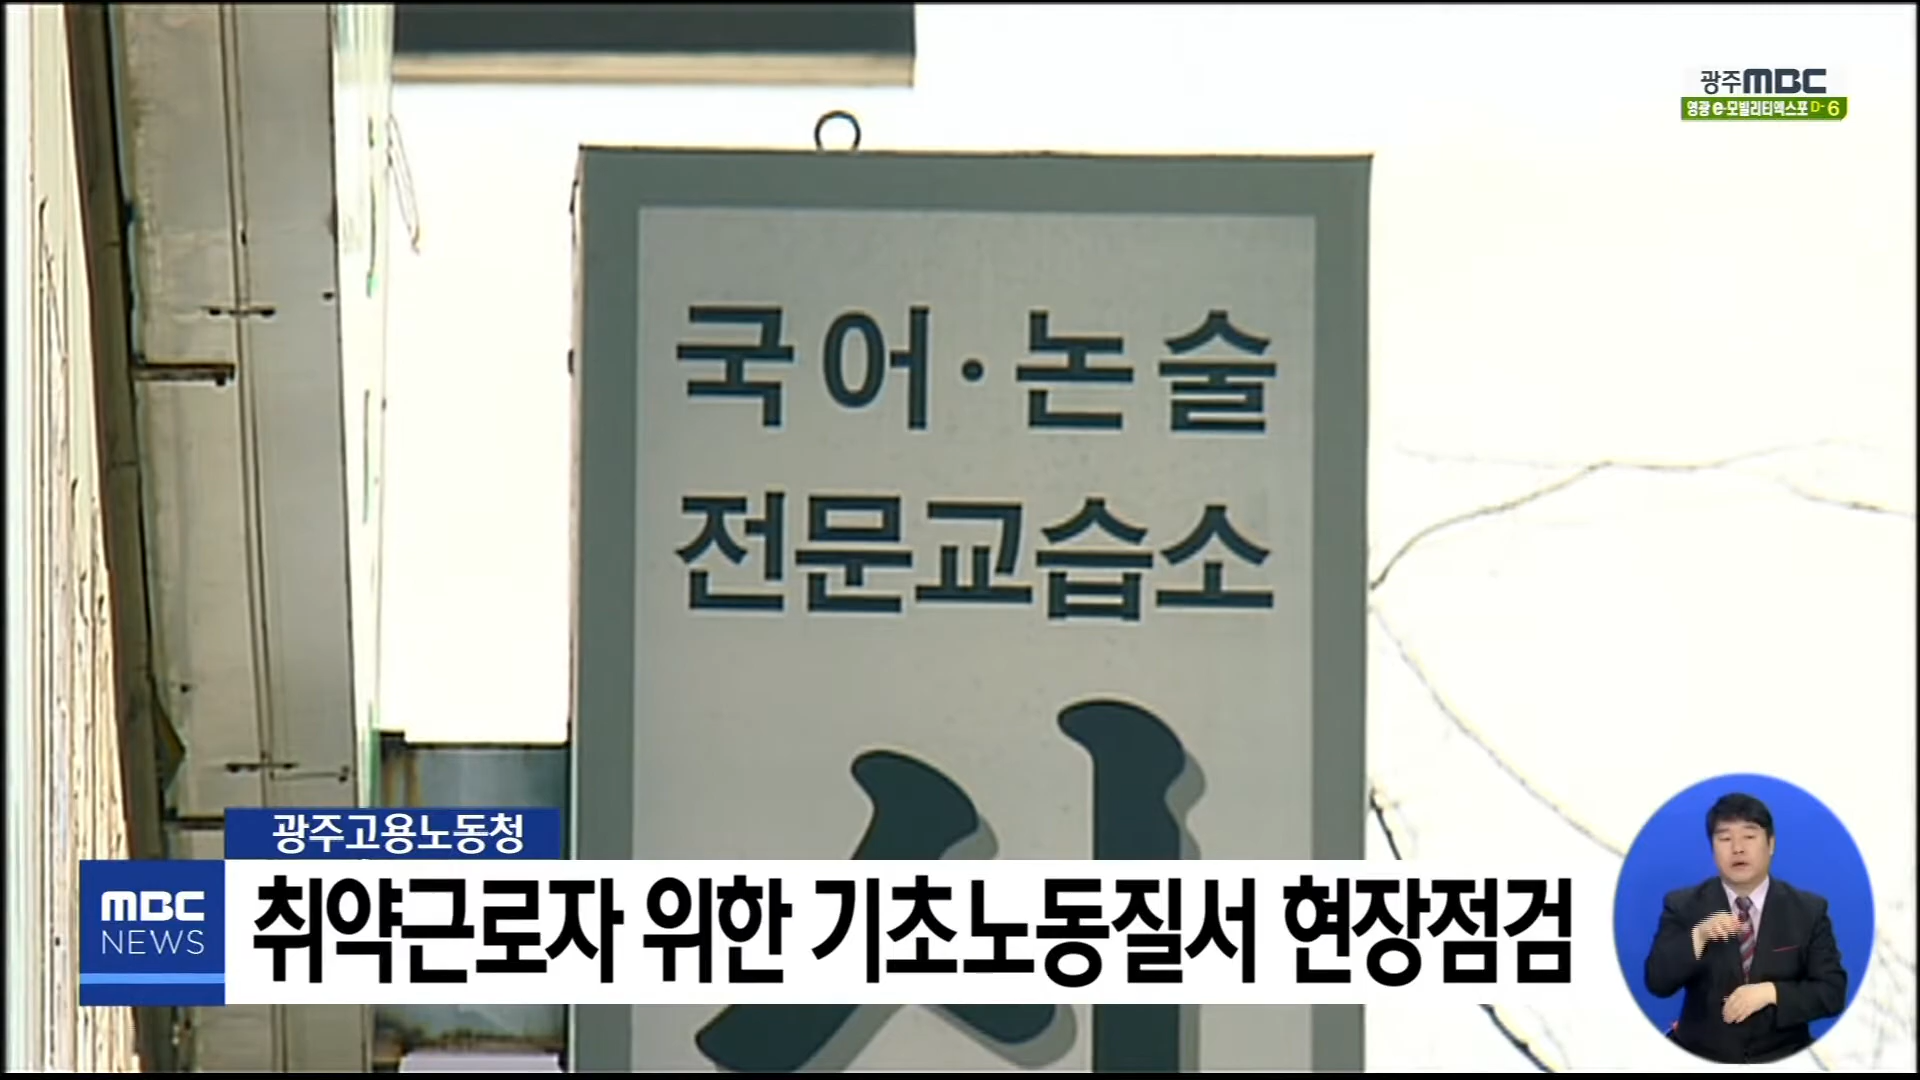 광주MBC
영광 e-모빌리티엑스포 D-6
국어·논술
전문교습소
시
광주고용노동청
MBC
NEWS
취약근로자 위한 기초노동질서 현장점검